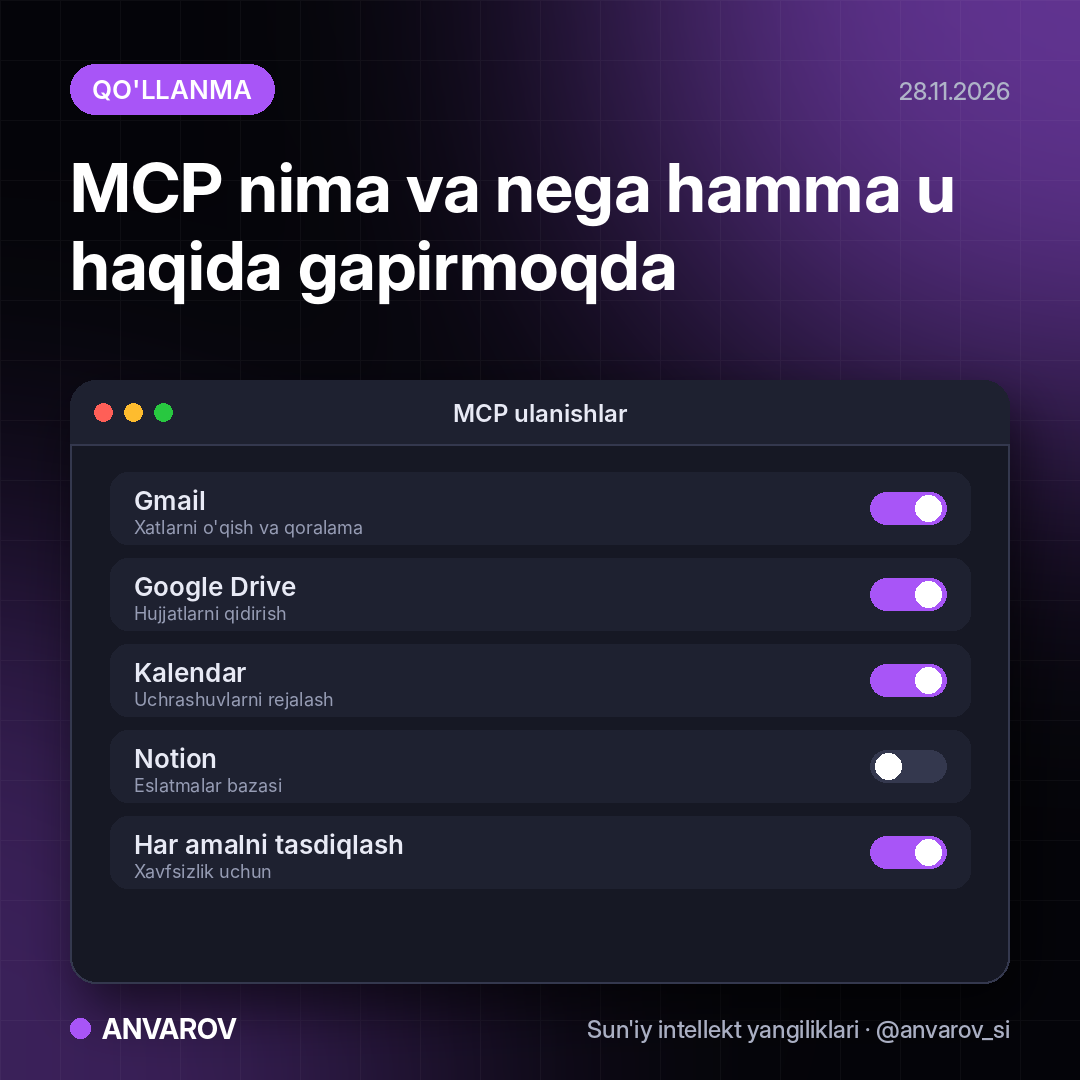 QO'LLANMA
28.11.2026
MCP nima va nega hamma u
haqida gapirmoqda
MCP ulanishlar
Gmail
Xatlarni o'qish va qoralama
Google Drive
Hujjatlarni qidirish
Kalendar
Uchrashuvlarni rejalash
Notion
Eslatmalar bazasi
Har amalni tasdiqlash
Xavfsizlik uchun
ANVAROV
Sun'iy intellekt yangiliklari · @anvarov_si